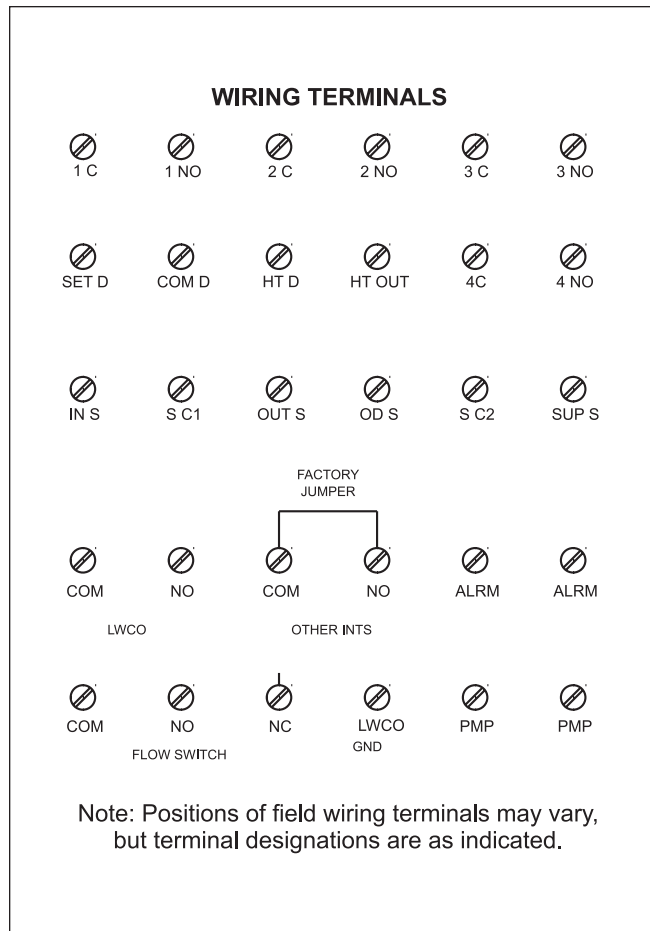 WIRING TERMINALS
1 C 1 NO 2 C 2 NO 3 C 3 NO
SET D COM D HT D HT OUT 4C 4 NO
IN S S C1 OUT S OD S S C2 SUP S
FACTORY
JUMPER
COM NO COM NO ALRM ALRM
LWCO OTHER INTS
COM NO NC LWCO PMP PMP
FLOW SWITCH GND
Note: Positions of field wiring terminals may vary,
but terminal designations are as indicated.